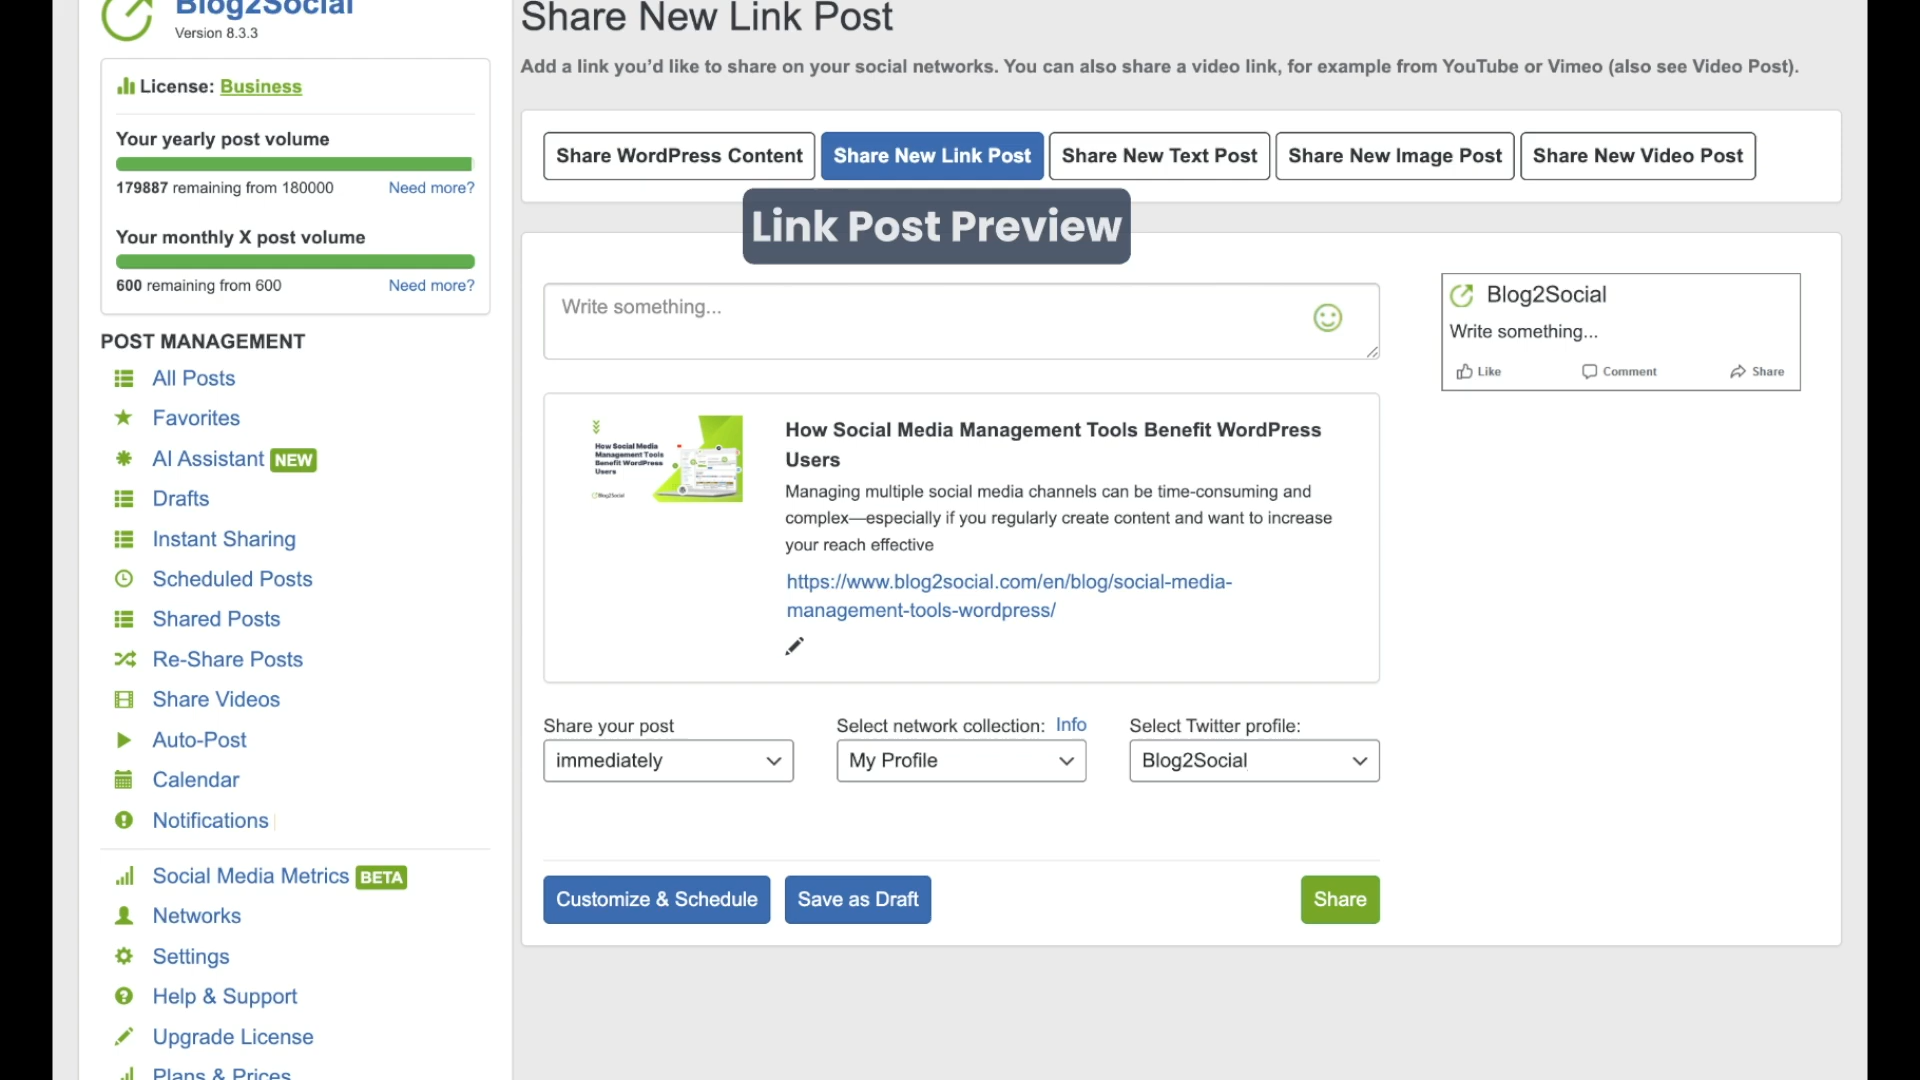 Blog2Social
Version 8.3.3
License: Business
Your yearly post volume
179887 remaining from 180000
Need more?
Your monthly X post volume
600 remaining from 600
Need more?
POST MANAGEMENT
All Posts
Favorites
AI Assistant NEW
Drafts
Instant Sharing
Scheduled Posts
Shared Posts
Re-Share Posts
Share Videos
Auto-Post
Calendar
Notifications
Social Media Metrics BETA
Networks
Settings
Help & Support
Upgrade License
Plans & Prices
Share New Link Post
Add a link you’d like to share on your social networks. You can also share a video link, for example from YouTube or Vimeo (also see Video Post).
Share WordPress Content
Share New Link Post
Share New Text Post
Share New Image Post
Share New Video Post
Link Post Preview
Write something...
How Social Media
Management Tools
Benefit WordPress
Users
Blog2Social
How Social Media Management Tools Benefit WordPress
Users
Managing multiple social media channels can be time-consuming and
complex—especially if you regularly create content and want to increase
your reach effective
https://www.blog2social.com/en/blog/social-media-
management-tools-wordpress/
Share your post
immediately
Select network collection: Info
My Profile
Select Twitter profile:
Blog2Social
Customize & Schedule
Save as Draft
Share
Blog2Social
Write something...
Like
Comment
Share